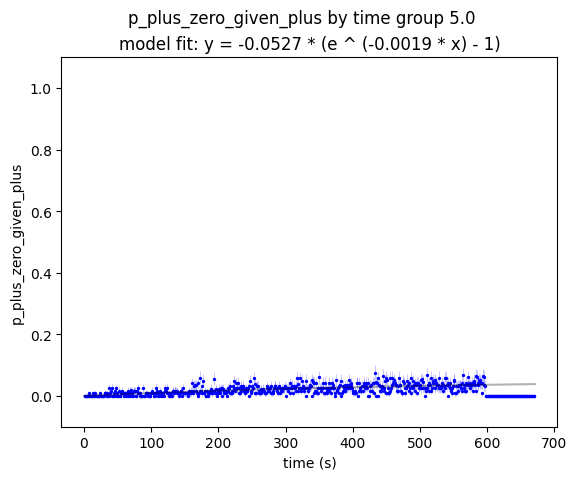 p_plus_zero_given_plus by time group 5.0
model fit: y = -0.0527 * (e ^ (-0.0019 * x) - 1)
1.0
0.8
0.6
0.4
0.2
0.0
p_plus_zero_given_plus
0 100 200 300 400 500 600 700
time (s)